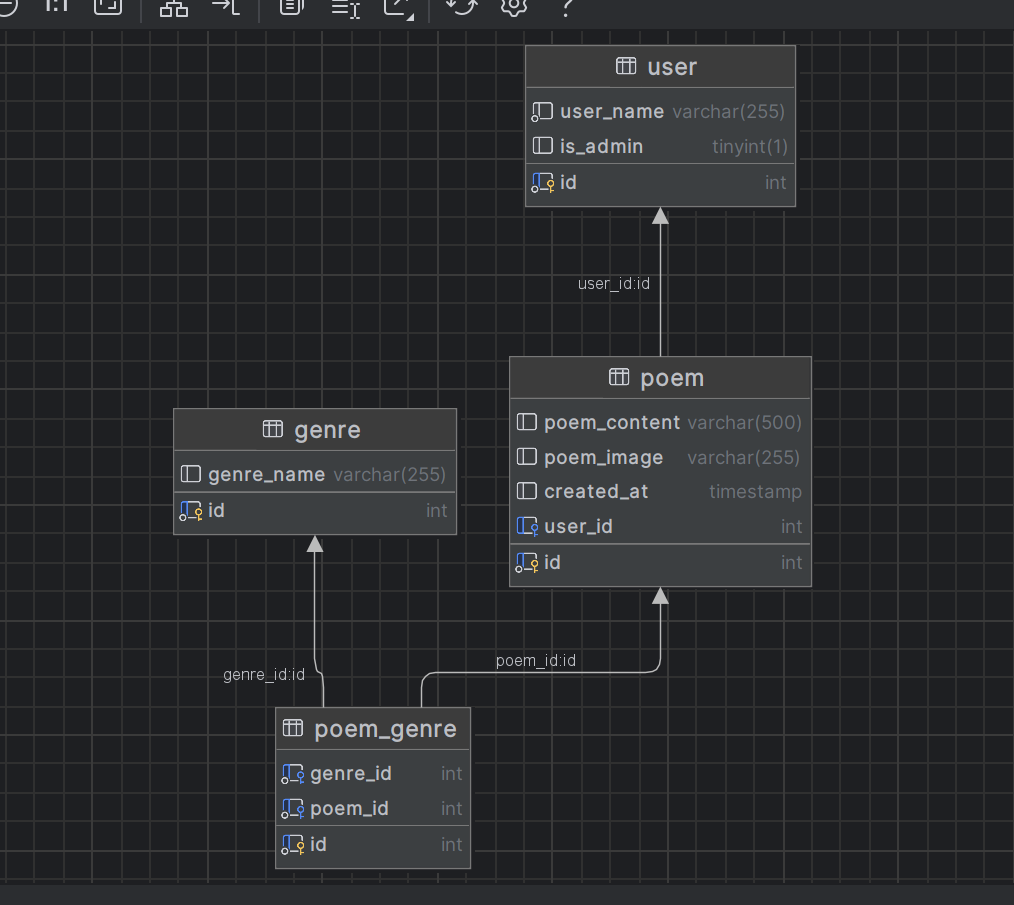 1:1
?
user
user_name varchar(255)
is_admin tinyint(1)
id int
user_id:id
poem
poem_content varchar(500)
poem_image varchar(255)
created_at timestamp
user_id int
id int
genre
genre_name varchar(255)
id int
genre_id:id
poem_id:id
poem_genre
genre_id int
poem_id int
id int